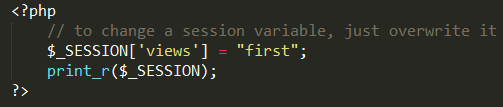 <?php
    // to change a session variable, just overwrite it
    $_SESSION['views'] = "first";
    print_r($_SESSION);
?>